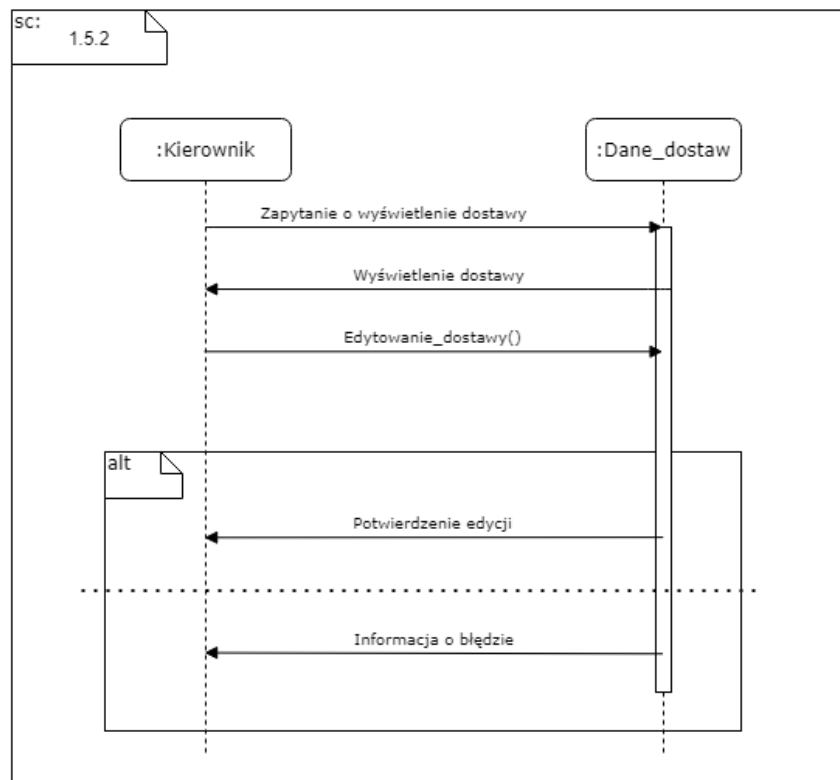 sc:
1.5.2
:Kierownik
:Dane_dostaw
Zapytanie o wyświetlenie dostawy
Wyświetlenie dostawy
Edytowanie_dostawy()
alt
Potwierdzenie edycji
Informacja o błędzie